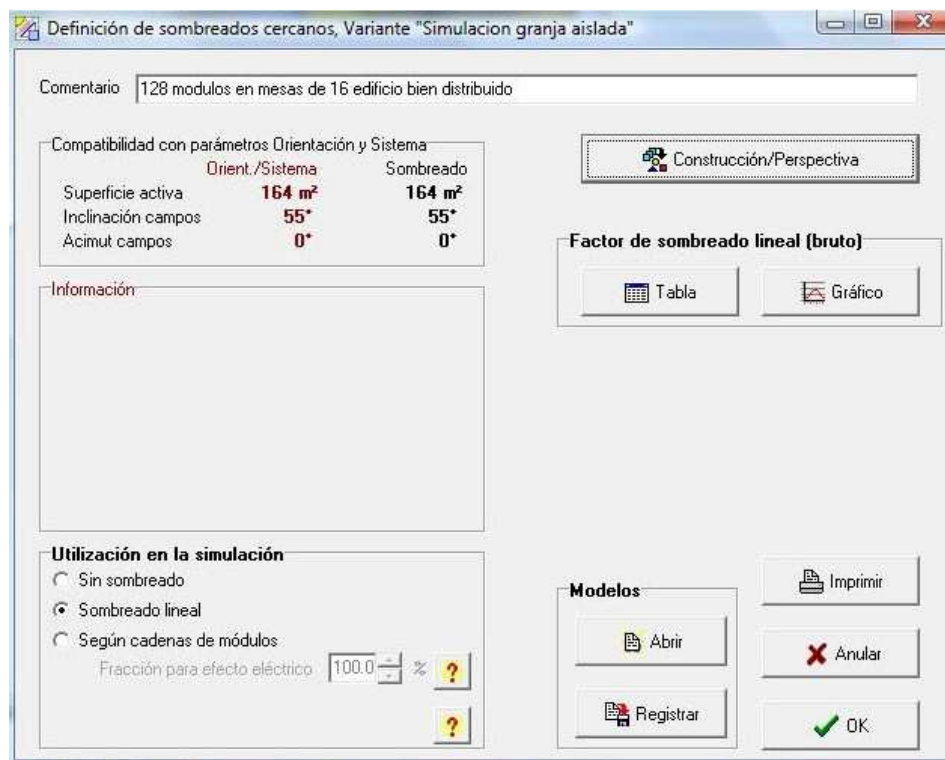 Definición de sombreados cercanos, Variante "Simulacion granja aislada"
Comentario 128 modulos en mesas de 16 edificio bien distribuido
Compatibilidad con parámetros Orientación y Sistema
Orient./Sistema Sombreado
Superficie activa 164 m² 164 m²
Inclinación campos 55° 55°
Acimut campos 0° 0°
Construcción/Perspectiva
Factor de sombreado lineal (bruto)
Tabla Gráfico
Información
Utilización en la simulación
Sin sombreado
Sombreado lineal
Según cadenas de módulos
Fracción para efecto eléctrico 100.0 % ?
?
Modelos
Abrir
Registrar
Imprimir
Anular
OK